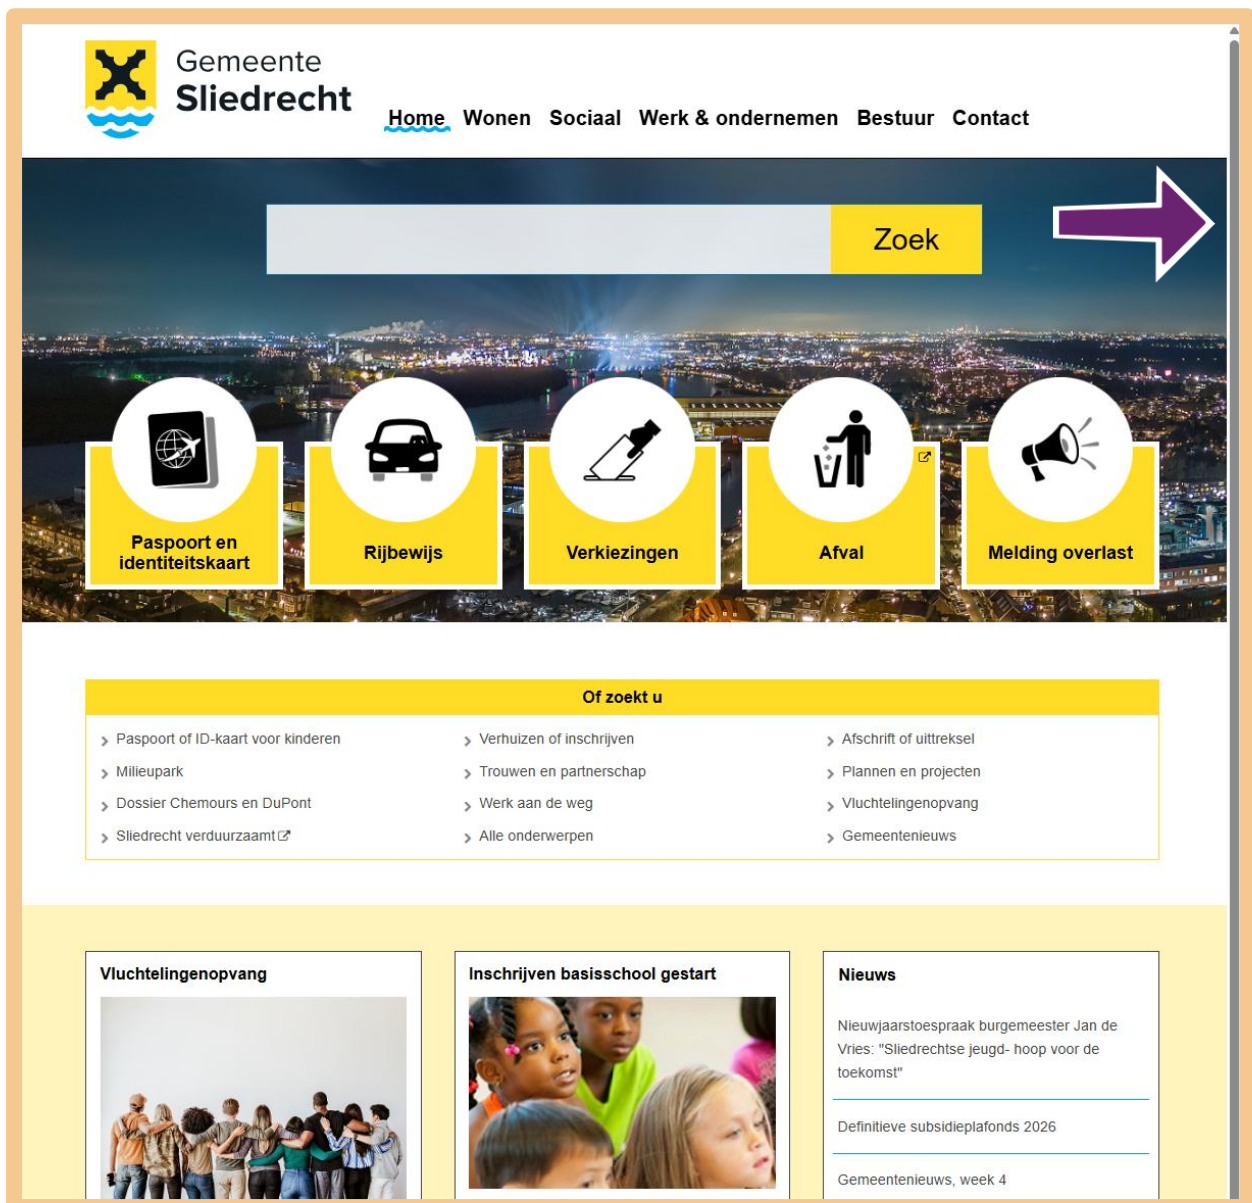 Gemeente
Sliedrecht
Home Wonen Sociaal Werk & ondernemen Bestuur Contact
Zoek
Paspoort en
identiteitskaart
Rijbewijs
Verkiezingen
Afval
Melding overlast
Of zoekt u
Paspoort of ID-kaart voor kinderen
Milieupark
Dossier Chemours en DuPont
Sliedrecht verduurzaamt
Verhuizen of inschrijven
Trouwen en partnerschap
Werk aan de weg
Alle onderwerpen
Afschrift of uittreksel
Plannen en projecten
Vluchtelingenopvang
Gemeentenieuws
Vluchtelingenopvang
Inschrijven basisschool gestart
Nieuws
Nieuwjaarstoespraak burgemeester Jan de
Vries: "Sliedrechtse jeugd- hoop voor de
toekomst"
Definitieve subsidieplafonds 2026
Gemeentenieuws, week 4